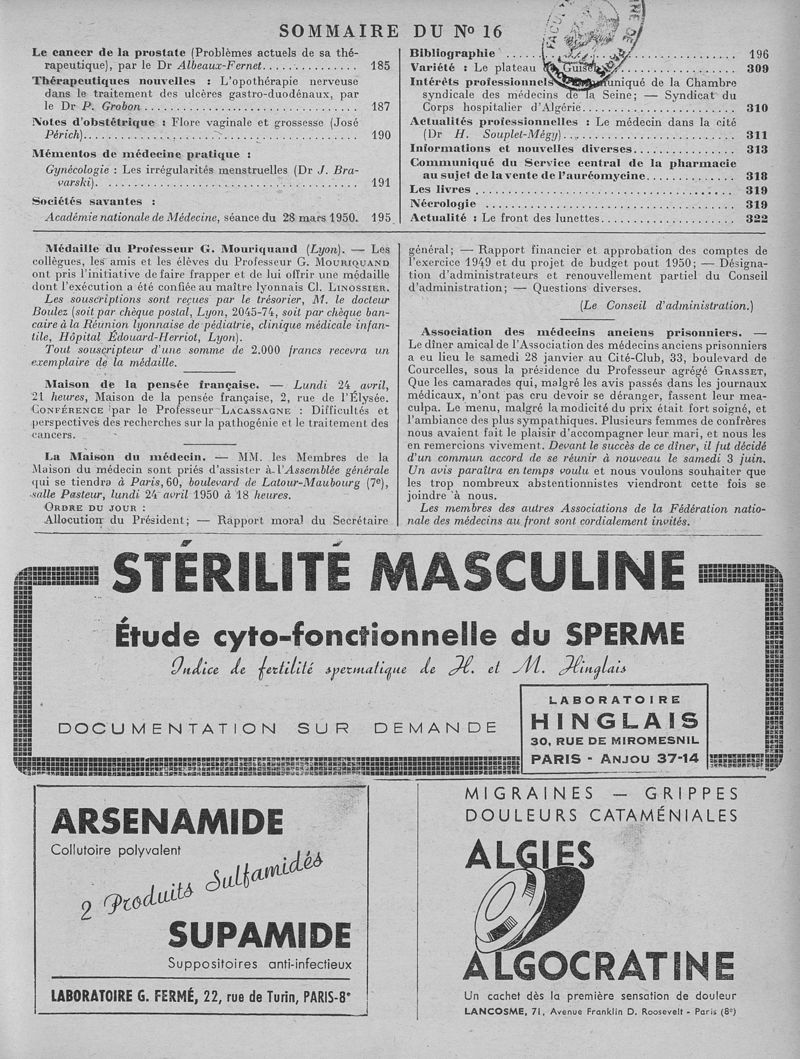 SOMMAIRE DU No 16
Le cancer de la prostate (Problèmes actuels de sa thé-
rapeutique), par le Dr Albeaux-Fernet............... 185
Thérapeutiques nouvelles : L'opothérapie nerveuse
dans le traitement des ulcères gastro-duodénaux, par
le Dr P. Grobon ............... 187
Notes d'obstétrique : Flore vaginale et grossesse (José
Périch)............... 190
Mémentos de médecine pratique :
Gynécologie : Les irrégularités menstruelles (Dr J. Bra-
varski). ............... 191
Sociétés savantes :
Académie nationale de Médecine, séance du 28 mars 1950. 195
Bibliographie ............... 196
Variété : Le plateau ............... 309
Intérêts professionnels : Communiqué de la Chambre
syndicale des médecins de la Seine; — Syndicat du
Corps hospitalier d'Algérie............... 310
Actualités professionnelles : Le médecin dans la cité
(Dr H. Souplet-Mégy)............... 311
Informations et nouvelles diverses............... 313
Communiqué du Service central de la pharmacie
au sujet de la vente de l'auréomycine............... 318
Les livres ............... 319
Nécrologie ............... 319
Actualité : Le front des lunettes............... 322
Médaille du Professeur G. Mouriquand (Lyon). — Les
collègues, les amis et les élèves du Professeur G. MOURIQUAND
ont pris l'initiative de faire frapper et de lui offrir une médaille
dont l'exécution a été confiée au maître lyonnais Cl. LINOSSIER.
Les souscriptions sont reçues par le trésorier, M. le docteur
Boulez (soit par chèque postal, Lyon, 2045-74, soit par chèque ban-
caire à la Réunion lyonnaise de pédiatrie, clinique médicale infan-
tile, Hôpital Édouard-Herriot, Lyon).
Tout souscripteur d'une somme de 2.000 francs recevra un
exemplaire de la médaille.
Maison de la pensée française. — Lundi 24 avril,
21 heures, Maison de la pensée française, 2, rue de l'Élysée.
CONFÉRENCE par le Professeur LACASSAGNE : Difficultés et
perspectives des recherches sur la pathogénie et le traitement des
cancers.
La Maison du médecin. — MM. les Membres de la
Maison du médecin sont priés d'assister à l'Assemblée générale
qui se tiendra à Paris, 60, boulevard de Latour-Maubourg (7e),
salle Pasteur, lundi 24 avril 1950 à 18 heures.
ORDRE DU JOUR :
Allocution du Président; — Rapport moral du Secrétaire
général; — Rapport financier et approbation des comptes de
l'exercice 1949 et du projet de budget pout 1950; — Désigna-
tion d'administrateurs et renouvellement partiel du Conseil
d'administration; — Questions diverses.
(Le Conseil d'administration.)
Association des médecins anciens prisonniers. —
Le dîner amical de l'Association des médecins anciens prisonniers
a eu lieu le samedi 28 janvier au Cité-Club, 33, boulevard de
Courcelles, sous la présidence du Professeur agrégé GRASSET,
Que les camarades qui, malgré les avis passés dans les journaux
médicaux, n'ont pas cru devoir se déranger, fassent leur mea-
culpa. Le menu, malgré la modicité du prix était fort soigné, et
l'ambiance des plus sympathiques. Plusieurs femmes de confrères
nous avaient fait le plaisir d'accompagner leur mari, et nous les
en remercions vivement. Devant le succès de ce dîner, il fut décidé
d'un commun accord de se réunir à nouveau le samedi 3 juin.
Un avis paraîtra en temps voulu et nous voulons souhaiter que
les trop nombreux abstentionnistes viendront cette fois se
joindre à nous.
Les membres des autres Associations de la Fédération natio-
nale des médecins au front sont cordialement invités.
STÉRILITÉ MASCULINE
Étude cyto-fonctionnelle du SPERME
Indice de fertilité spermatique de H. et M. Hinglais
DOCUMENTATION SUR DEMANDE
LABORATOIRE
HINGLAIS
30, RUE DE MIROMESNIL
PARIS - ANJOU 37-14
ARSENAMIDE
Collutoire polyvalent
2 Produits Sulfamidés
SUPAMIDE
Suppositoires anti-infectieux
LABORATOIRE G. FERMÉ, 22, rue de Turin, PARIS-8e
MIGRAINES — GRIPPES
DOULEURS CATAMÉNIALES
ALGIES
ALGOCRATINE
Un cachet dès la première sensation de douleur
LANCOSME, 71, Avenue Franklin D. Roosevelt - Paris (8e)